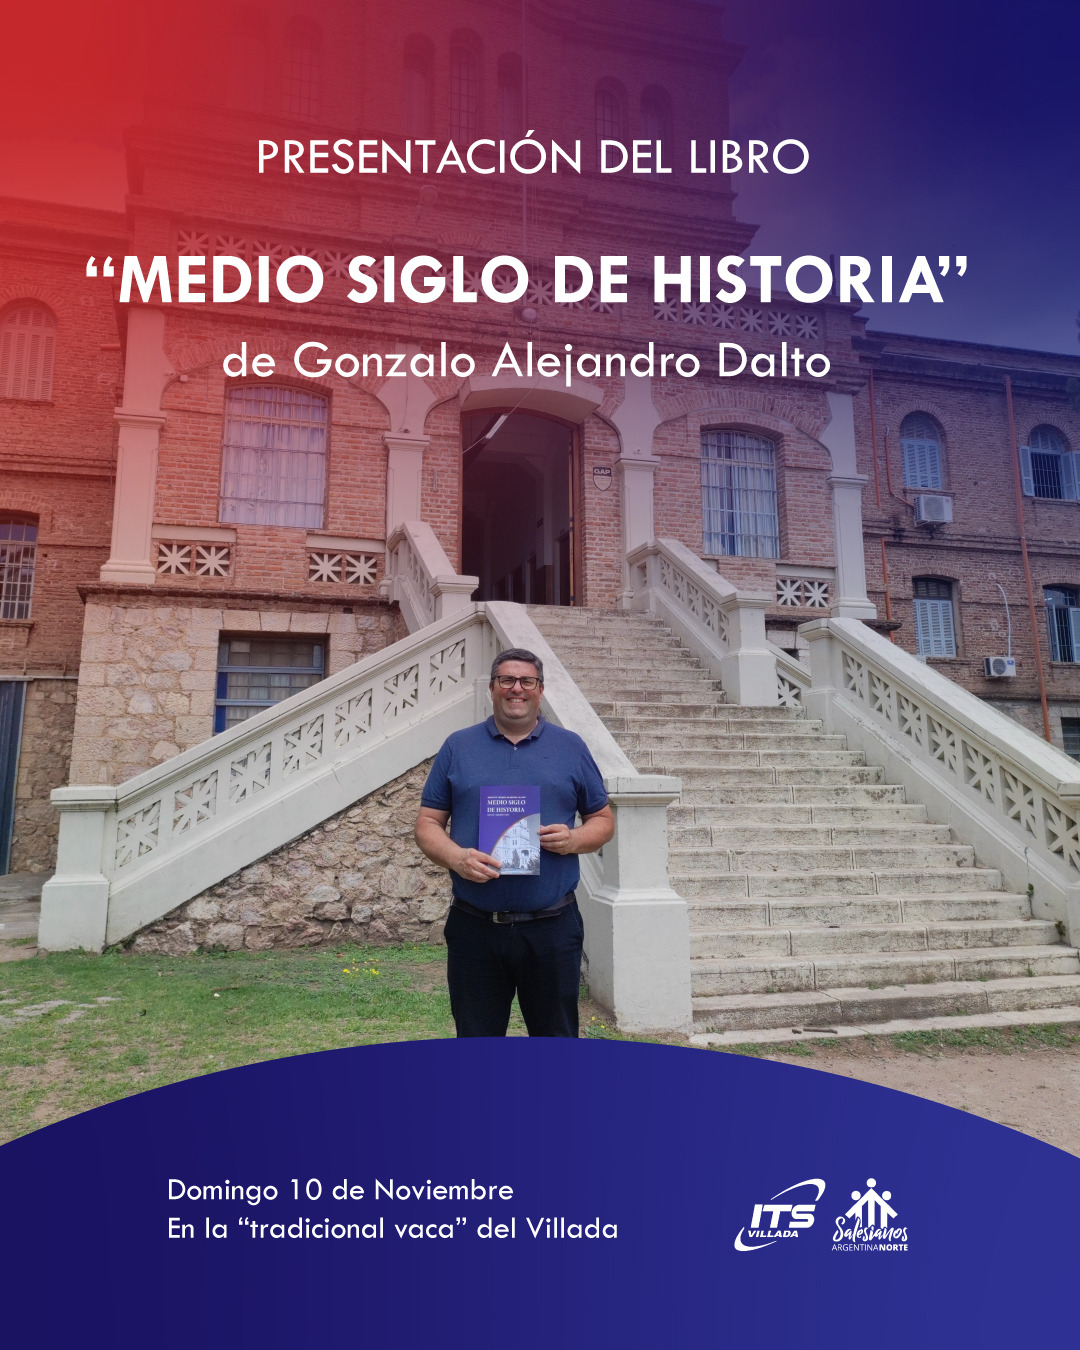 PRESENTACIÓN DEL LIBRO
“MEDIO SIGLO DE HISTORIA”
de Gonzalo Alejandro Dalto
GAP
MEDIO SIGLO
DE HISTORIA
Domingo 10 de Noviembre
En la “tradicional vaca” del Villada
ITS
VILLADA
Salesianos
ARGENTINANORTE